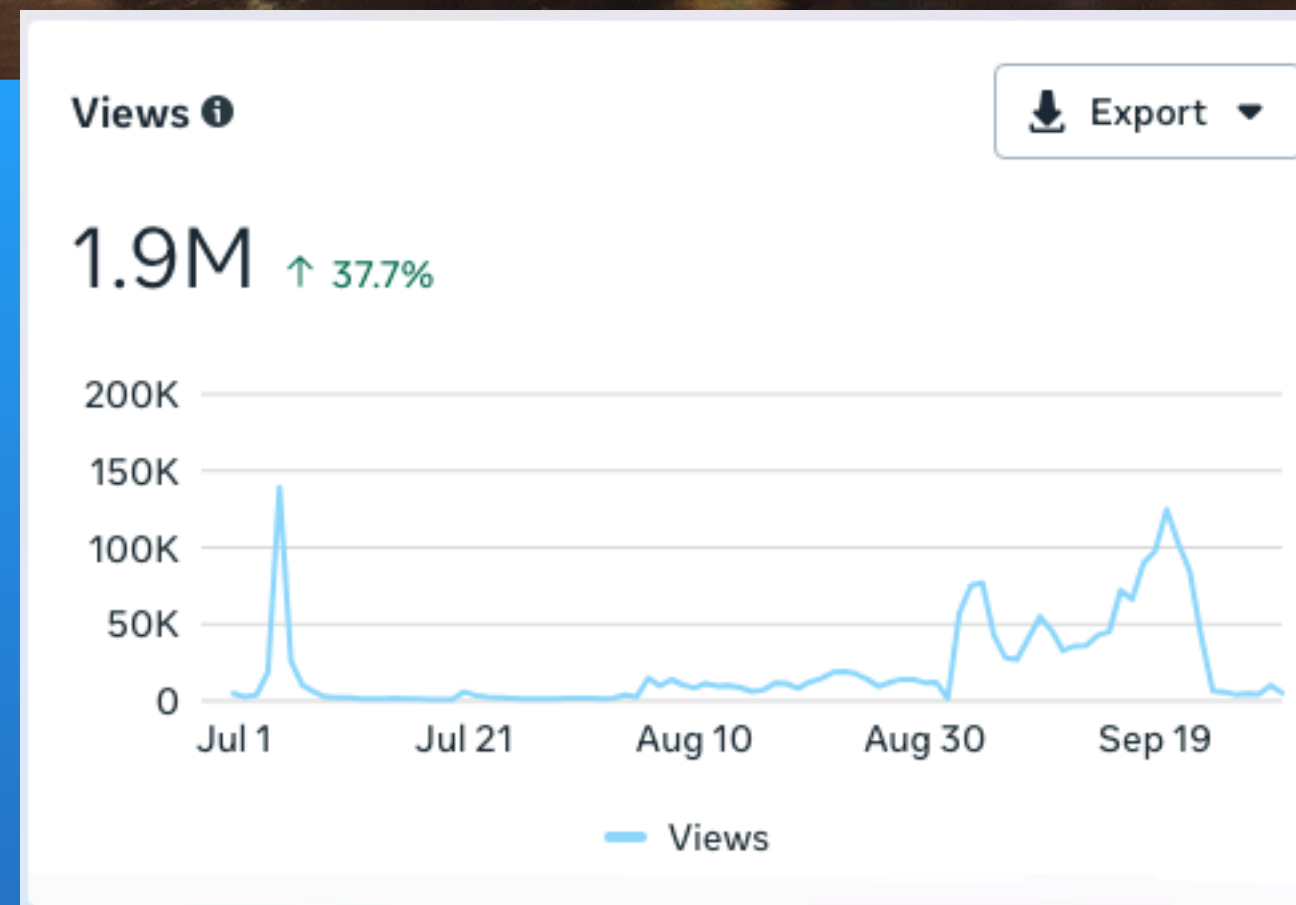 Views
Export
1.9M ↑ 37.7%
200K
150K
100K
50K
0
Jul 1 Jul 21 Aug 10 Aug 30 Sep 19
Views